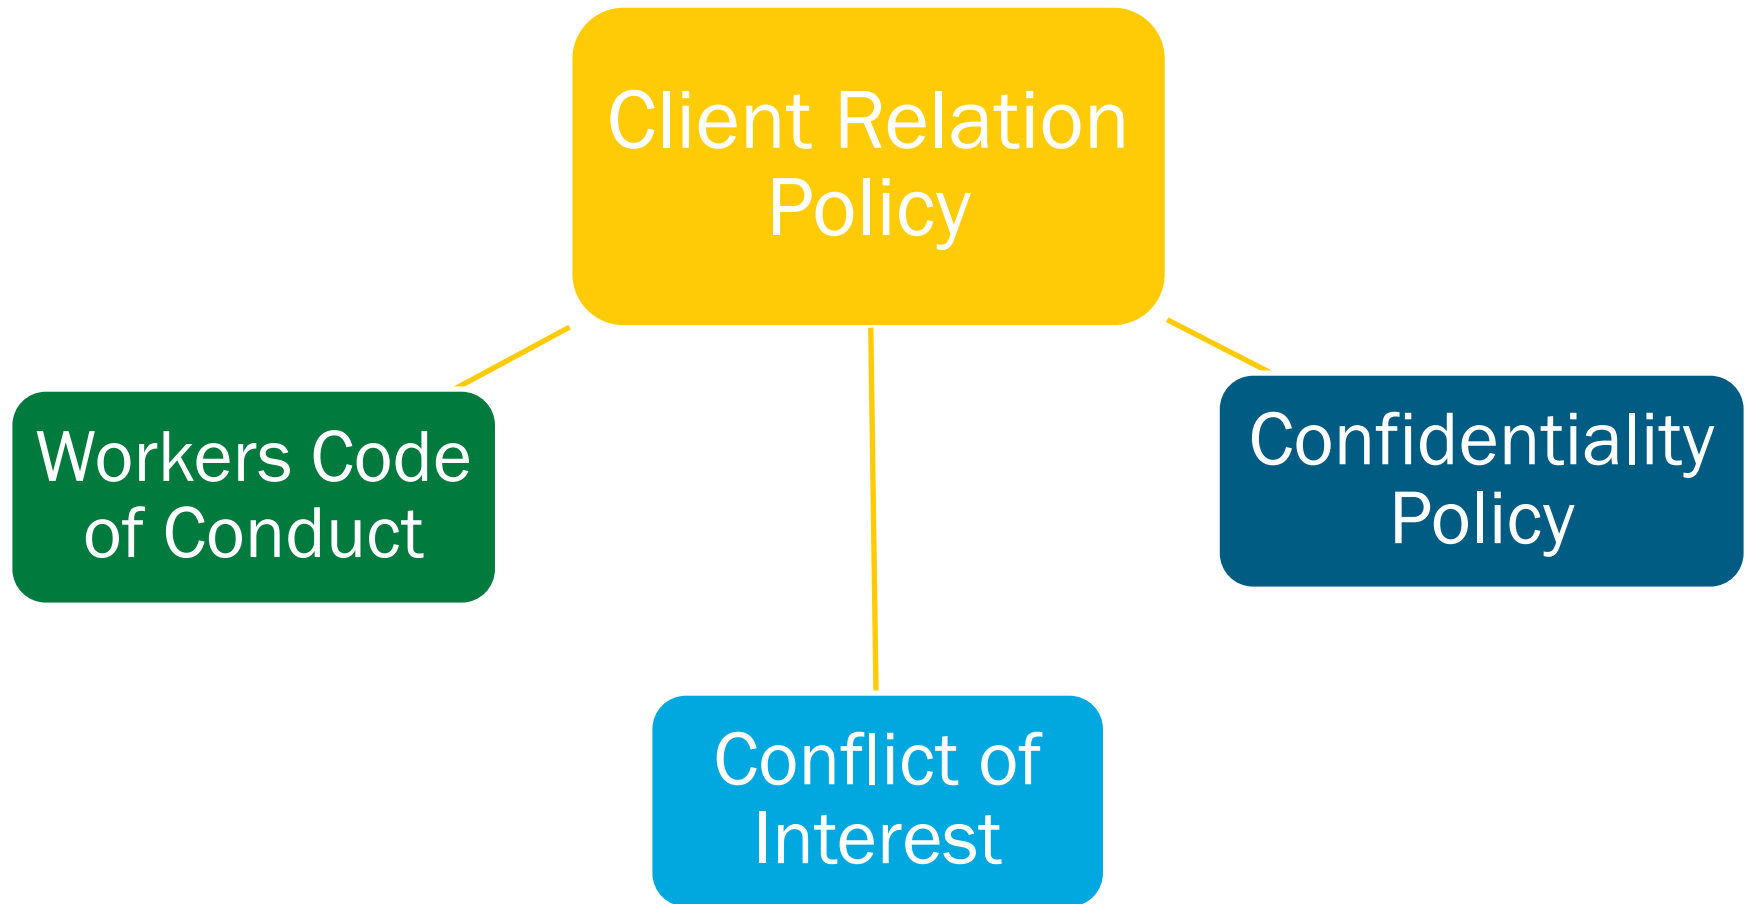 Client Relation
Policy
Workers Code
of Conduct
Confidentiality
Policy
Conflict of
Interest